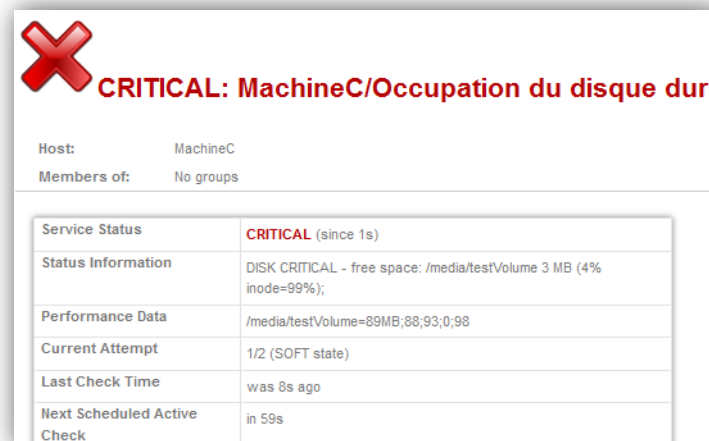 CRITICAL: MachineC/Occupation du disque dur
Host: MachineC
Members of: No groups
Service Status CRITICAL (since 1s)
Status Information DISK CRITICAL - free space: /media/testVolume 3 MB (4%
inode=99%);
Performance Data /media/testVolume=89MB;88;93;0;98
Current Attempt 1/2 (SOFT state)
Last Check Time was 8s ago
Next Scheduled Active in 59s
Check